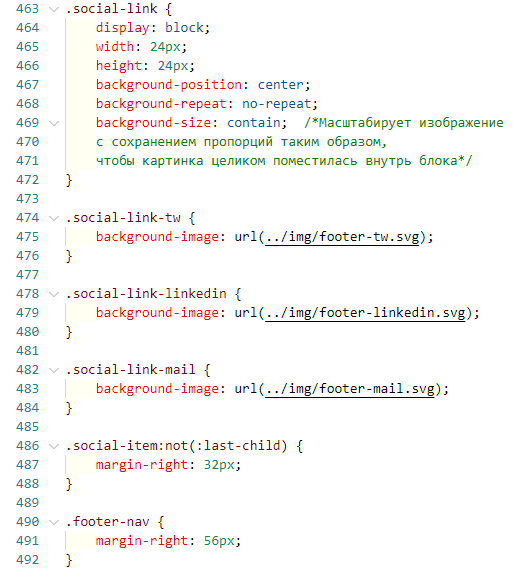 463 .social-link {
464 display: block;
465 width: 24px;
466 height: 24px;
467 background-position: center;
468 background-repeat: no-repeat;
469 background-size: contain;  /*Масштабирует изображение
470 с сохранением пропорций таким образом,
471 чтобы картинка целиком поместилась внутрь блока*/
472 }
473
474 .social-link-tw {
475 background-image: url(../img/footer-tw.svg);
476 }
477
478 .social-link-linkedin {
479 background-image: url(../img/footer-linkedin.svg);
480 }
481
482 .social-link-mail {
483 background-image: url(../img/footer-mail.svg);
484 }
485
486 .social-item:not(:last-child) {
487 margin-right: 32px;
488 }
489
490 .footer-nav {
491 margin-right: 56px;
492 }